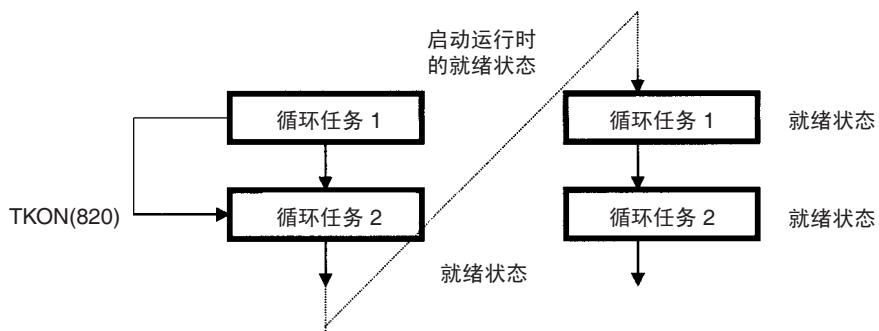 启动运行时
的就绪状态
循环任务 1
循环任务 1
就绪状态
TKON(820)
循环任务 2
循环任务 2
就绪状态
就绪状态